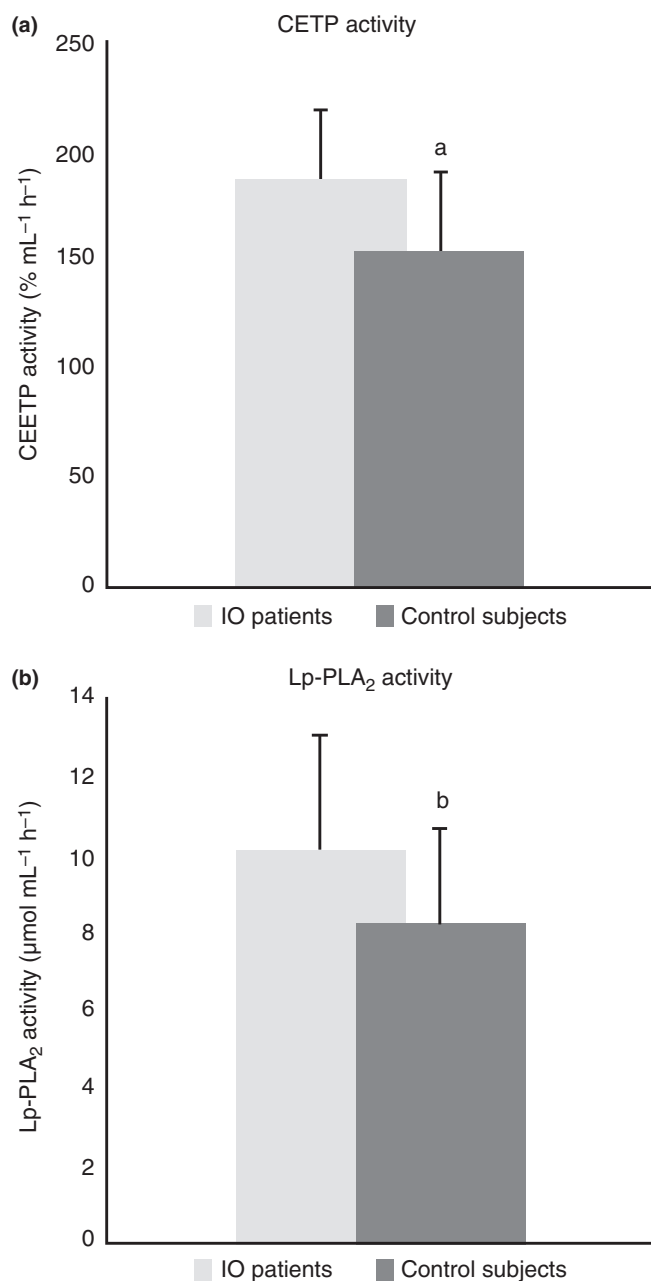 (a) CETP activity
CEETP activity (% mL⁻¹ h⁻¹)
250
200
150
100
50
0
a
IO patients Control subjects
(b) Lp-PLA₂ activity
Lp-PLA₂ activity (µmol mL⁻¹ h⁻¹)
14
12
10
8
6
4
2
0
b
IO patients Control subjects